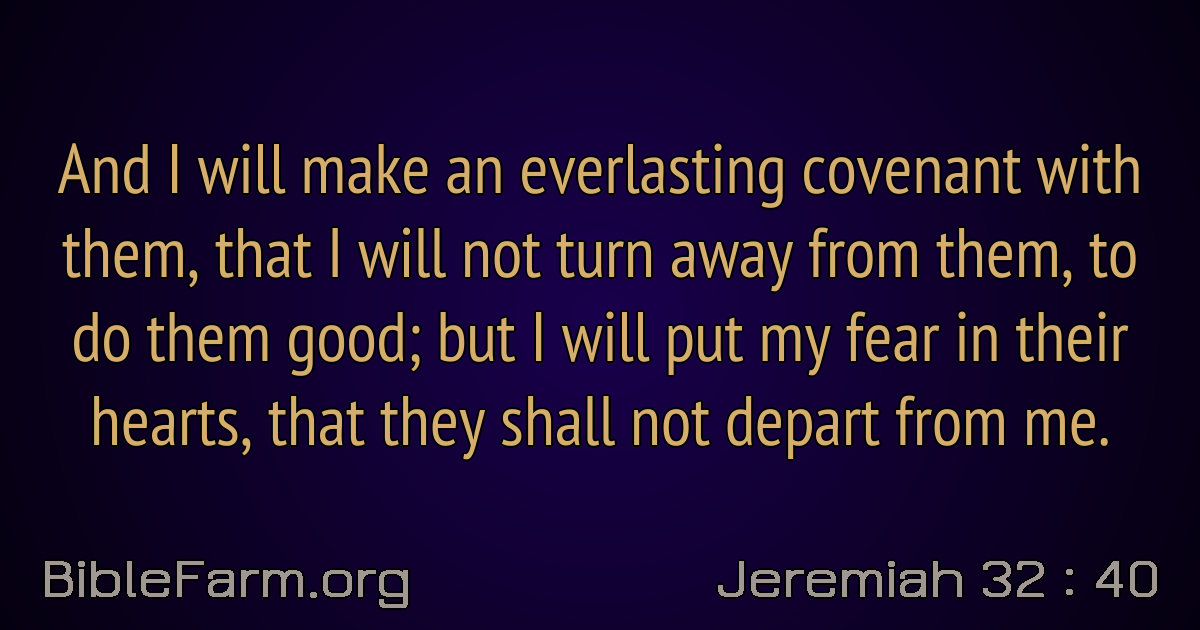 And I will make an everlasting covenant with
them, that I will not turn away from them, to
do them good; but I will put my fear in their
hearts, that they shall not depart from me.
BibleFarm.org
Jeremiah 32 : 40